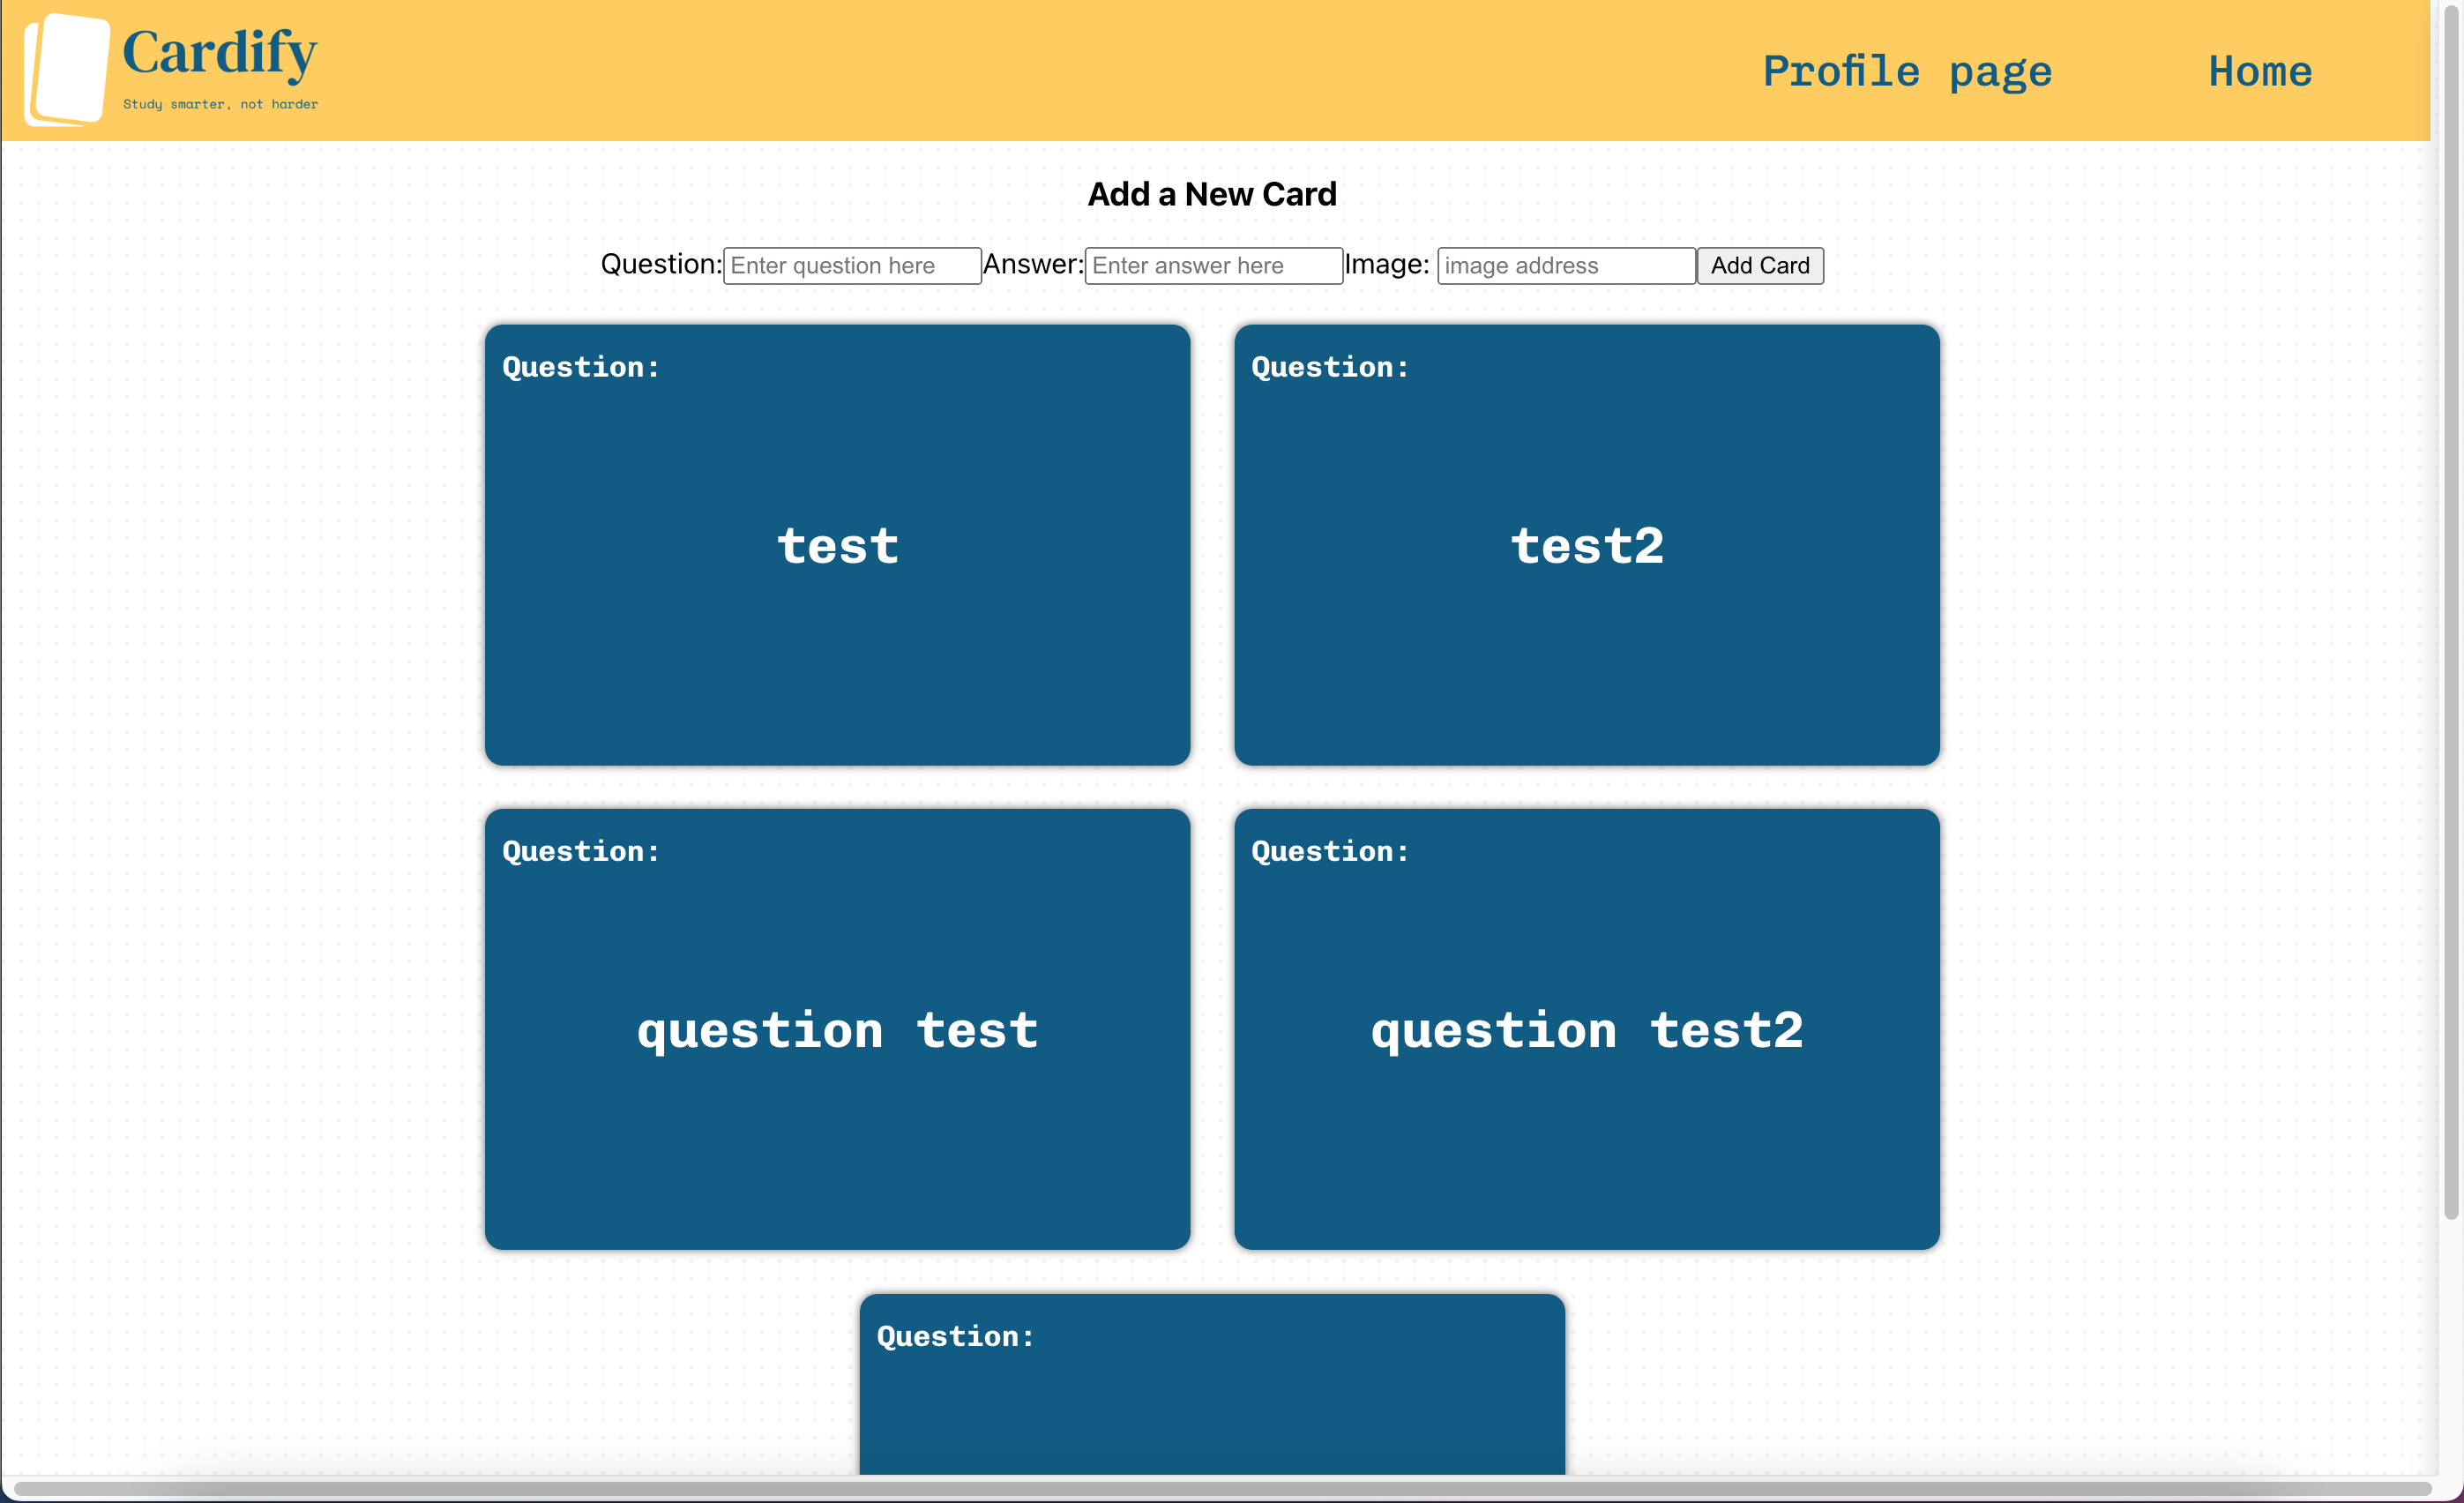 Cardify
Study smarter, not harder
Profile page
Home
Add a New Card
Question: Enter question here Answer: Enter answer here Image: image address Add Card
Question:
test
Question:
test2
Question:
question test
Question:
question test2
Question: